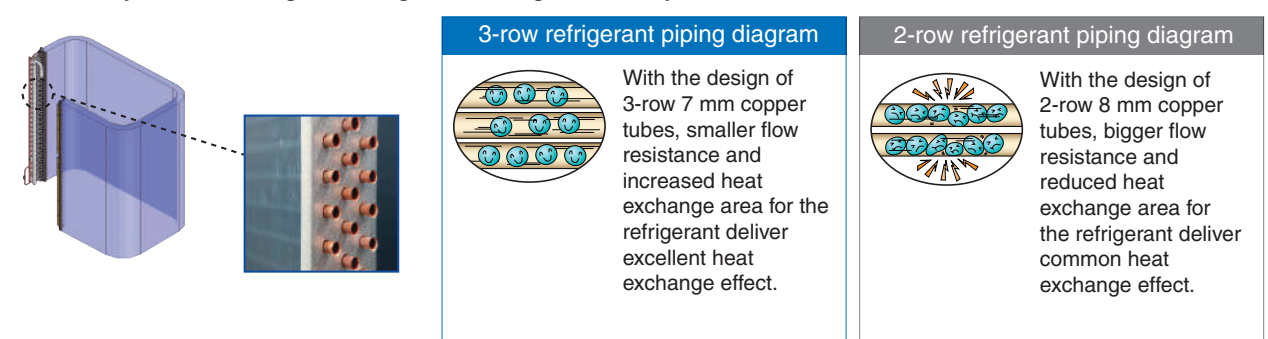 3-row refrigerant piping diagram
With the design of
3-row 7 mm copper
tubes, smaller flow
resistance and
increased heat
exchange area for the
refrigerant deliver
excellent heat
exchange effect.
2-row refrigerant piping diagram
With the design of
2-row 8 mm copper
tubes, bigger flow
resistance and
reduced heat
exchange area for
the refrigerant deliver
common heat
exchange effect.